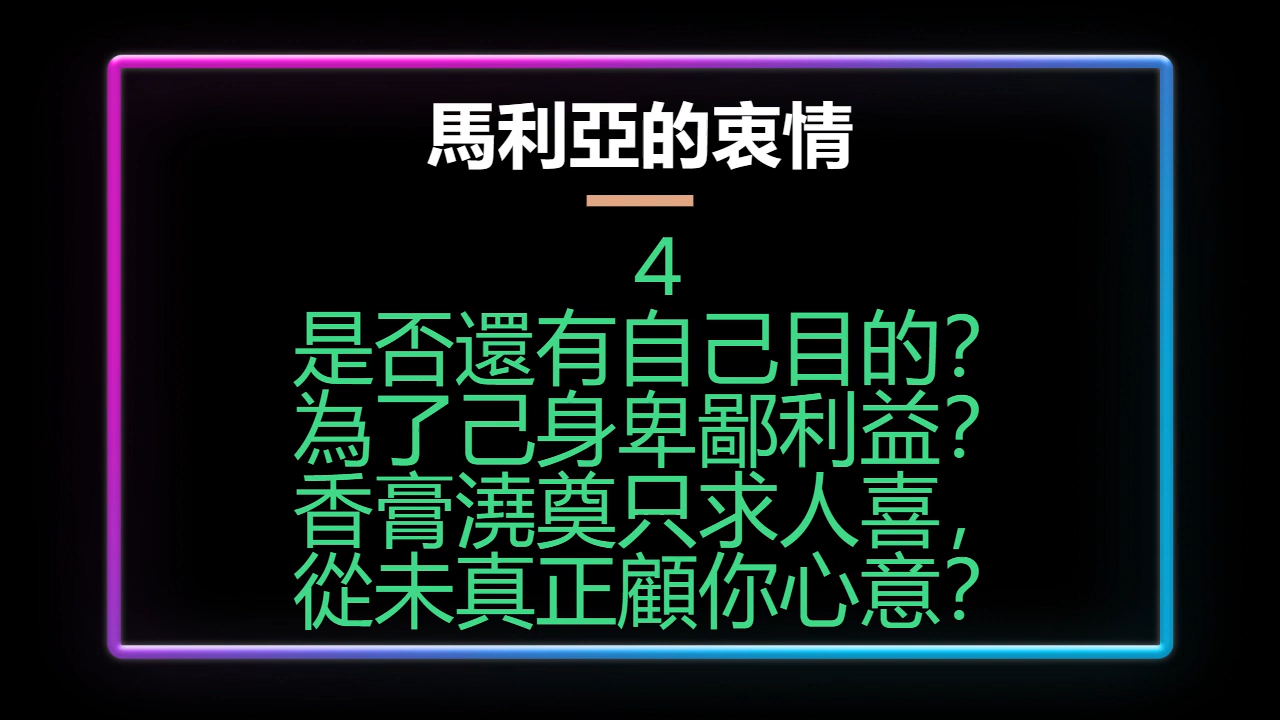 馬利亞的衷情
4
是否還有自己目的?
為了己身卑鄙利益?
香膏澆奠只求人喜,
從未真正顧你心意?